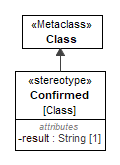 «Metaclass»
Class
«stereotype»
Confirmed
[Class]
attributes
-result : String [1]